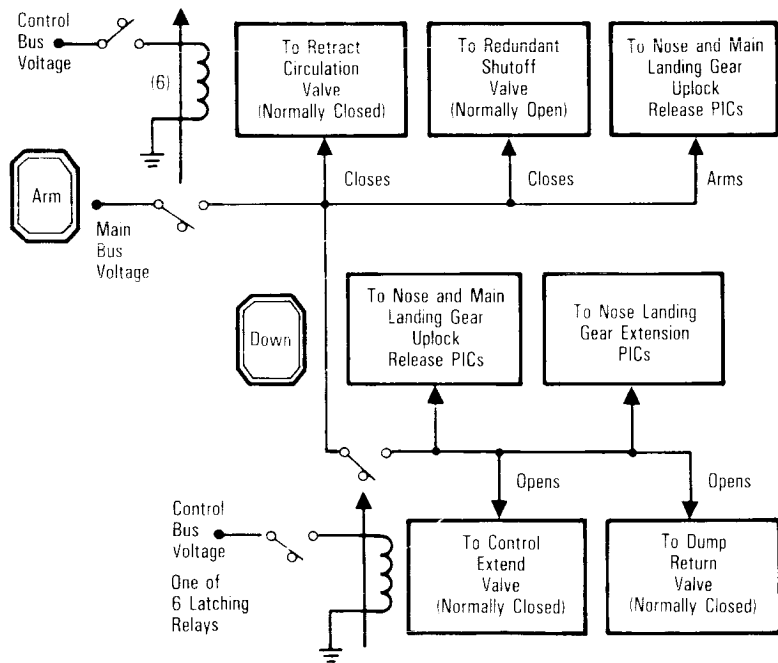 Control
Bus
Voltage
(6)
To Retract
Circulation
Valve
(Normally Closed)
To Redundant
Shutoff
Valve
(Normally Open)
To Nose and Main
Landing Gear
Uplock
Release PICs
Closes
Closes
Arms
Arm
Main
Bus
Voltage
Down
To Nose and Main
Landing Gear
Uplock
Release PICs
To Nose Landing
Gear Extension
PICs
Opens
Opens
Control
Bus
Voltage
One of
6 Latching
Relays
To Control
Extend
Valve
(Normally Closed)
To Dump
Return
Valve
(Normally Closed)